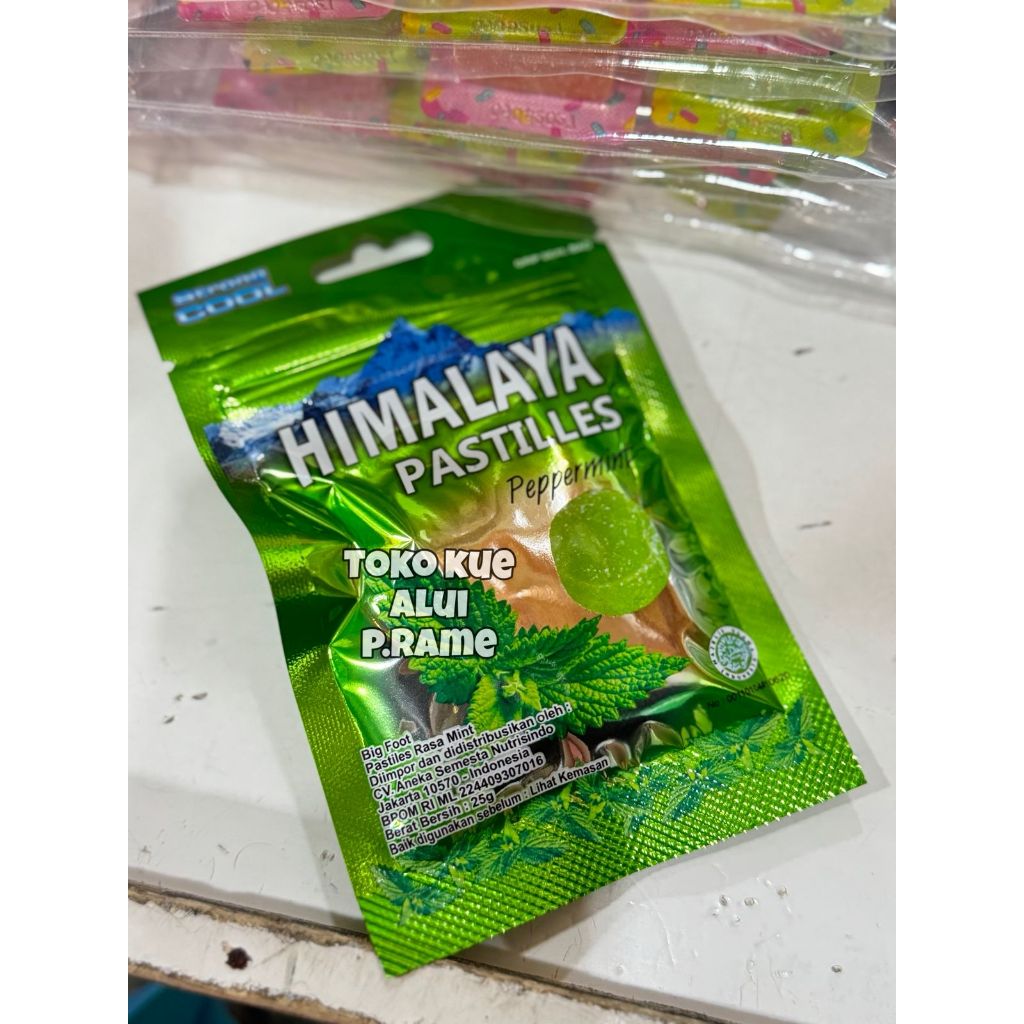 BEYOND
COOL
HIMALAYA
PASTILLES
Peppermint
TOKO KUE
ALUI
P.RAME
Big Foot
Pastiles Rasa Mint
Diimpor dan didistribusikan oleh :
CV. Aneka Semesta Nutrisindo
Jakarta 10570 - Indonesia
BPOM RI ML 224409307016
Berat Bersih : 25g
Baik digunakan sebelum : Lihat Kemasan